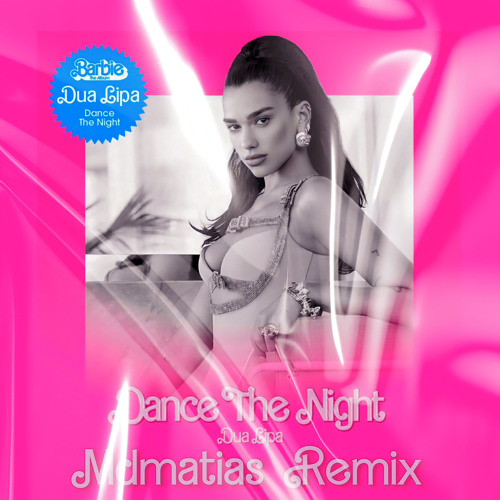 Barbie
The Album
Dua Lipa
Dance
The Night
Dance The Night
Dua Lipa
Mdmatias Remix